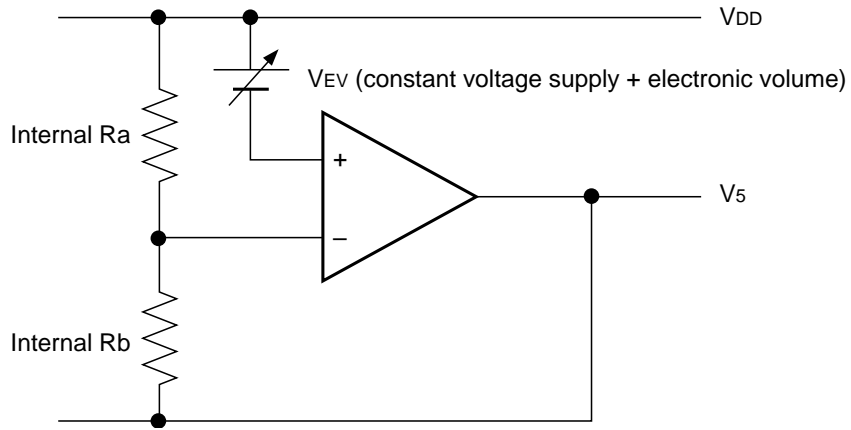 VDD
VEV (constant voltage supply + electronic volume)
Internal Ra
+
V5
–
Internal Rb